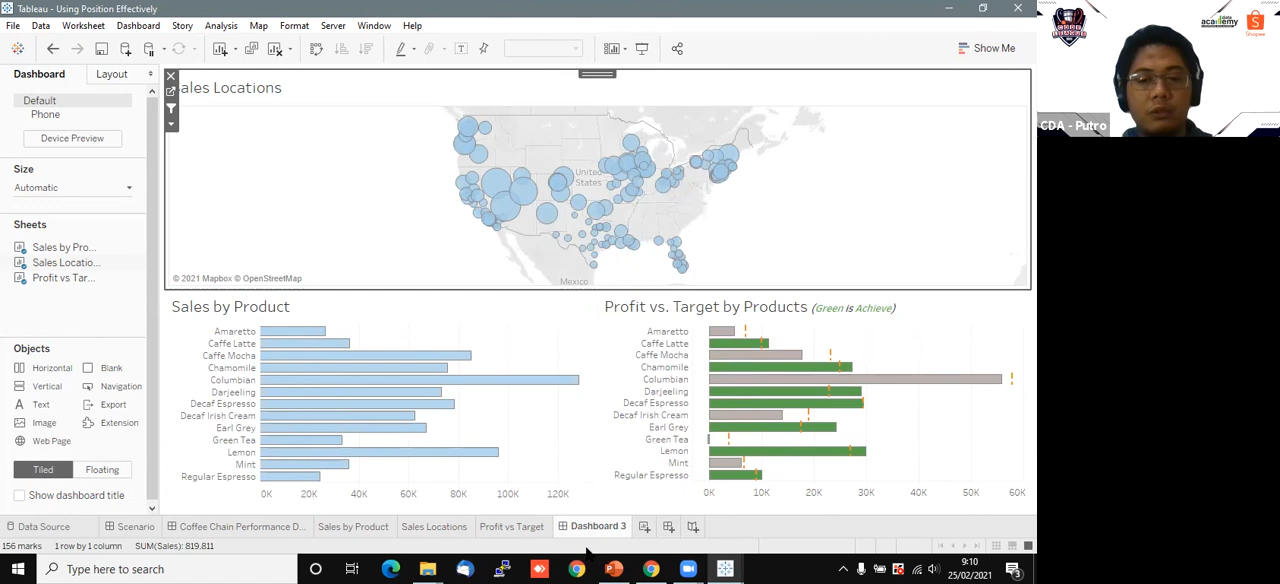 Tableau - Using Position Effectively
File Data Worksheet Dashboard Story Analysis Map Format Server Window Help
Show Me
Dashboard Layout
Default
Phone
Device Preview
Size
Automatic
Sheets
Sales by Pro...
Sales Locatio...
Profit vs Tar...
Objects
Horizontal Blank
Vertical Navigation
Text Export
Image Extension
Web Page
Tiled Floating
Show dashboard title
ales Locations
United
States
Mexico
© 2021 Mapbox © OpenStreetMap
Sales by Product
Amaretto
Caffe Latte
Caffe Mocha
Chamomile
Columbian
Darjeeling
Decaf Espresso
Decaf Irish Cream
Earl Grey
Green Tea
Lemon
Mint
Regular Espresso
0K 20K 40K 60K 80K 100K 120K
Profit vs. Target by Products (Green is Achieve)
Amaretto
Caffe Latte
Caffe Mocha
Chamomile
Columbian
Darjeeling
Decaf Espresso
Decaf Irish Cream
Earl Grey
Green Tea
Lemon
Mint
Regular Espresso
0K 10K 20K 30K 40K 50K 60K
Data Source Scenario Coffee Chain Performance D... Sales by Product Sales Locations Profit vs Target Dashboard 3
156 marks 1 row by 1 column SUM(Sales): 819.811
Type here to search
9:10
25/02/2021
3
CODE LEAGUE
data
academy
Shopee
CDA - Putro